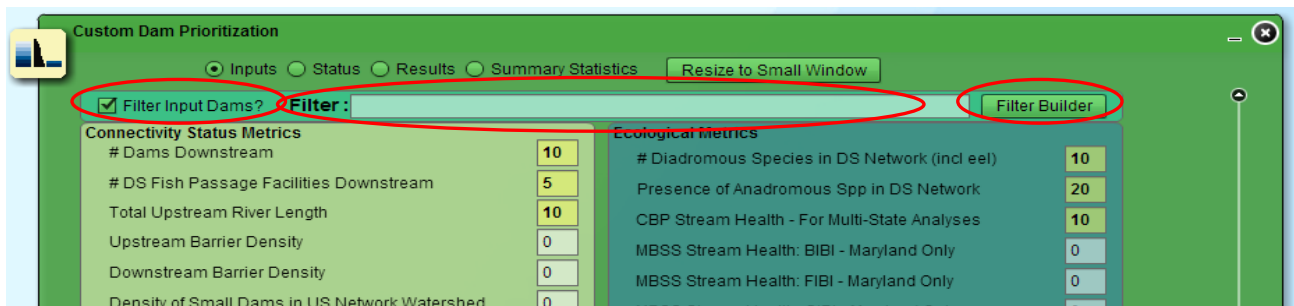 Custom Dam Prioritization
Inputs Status Results Summary Statistics Resize to Small Window
Filter Input Dams? Filter: Filter Builder
Connectivity Status Metrics
# Dams Downstream 10
# DS Fish Passage Facilities Downstream 5
Total Upstream River Length 10
Upstream Barrier Density 0
Downstream Barrier Density 0
Density of Small Dams in US Network Watershed 0
Ecological Metrics
# Diadromous Species in DS Network (incl eel) 10
Presence of Anadromous Spp in DS Network 20
CBP Stream Health - For Multi-State Analyses 10
MBSS Stream Health: BIBI - Maryland Only 0
MBSS Stream Health: FIBI - Maryland Only 0